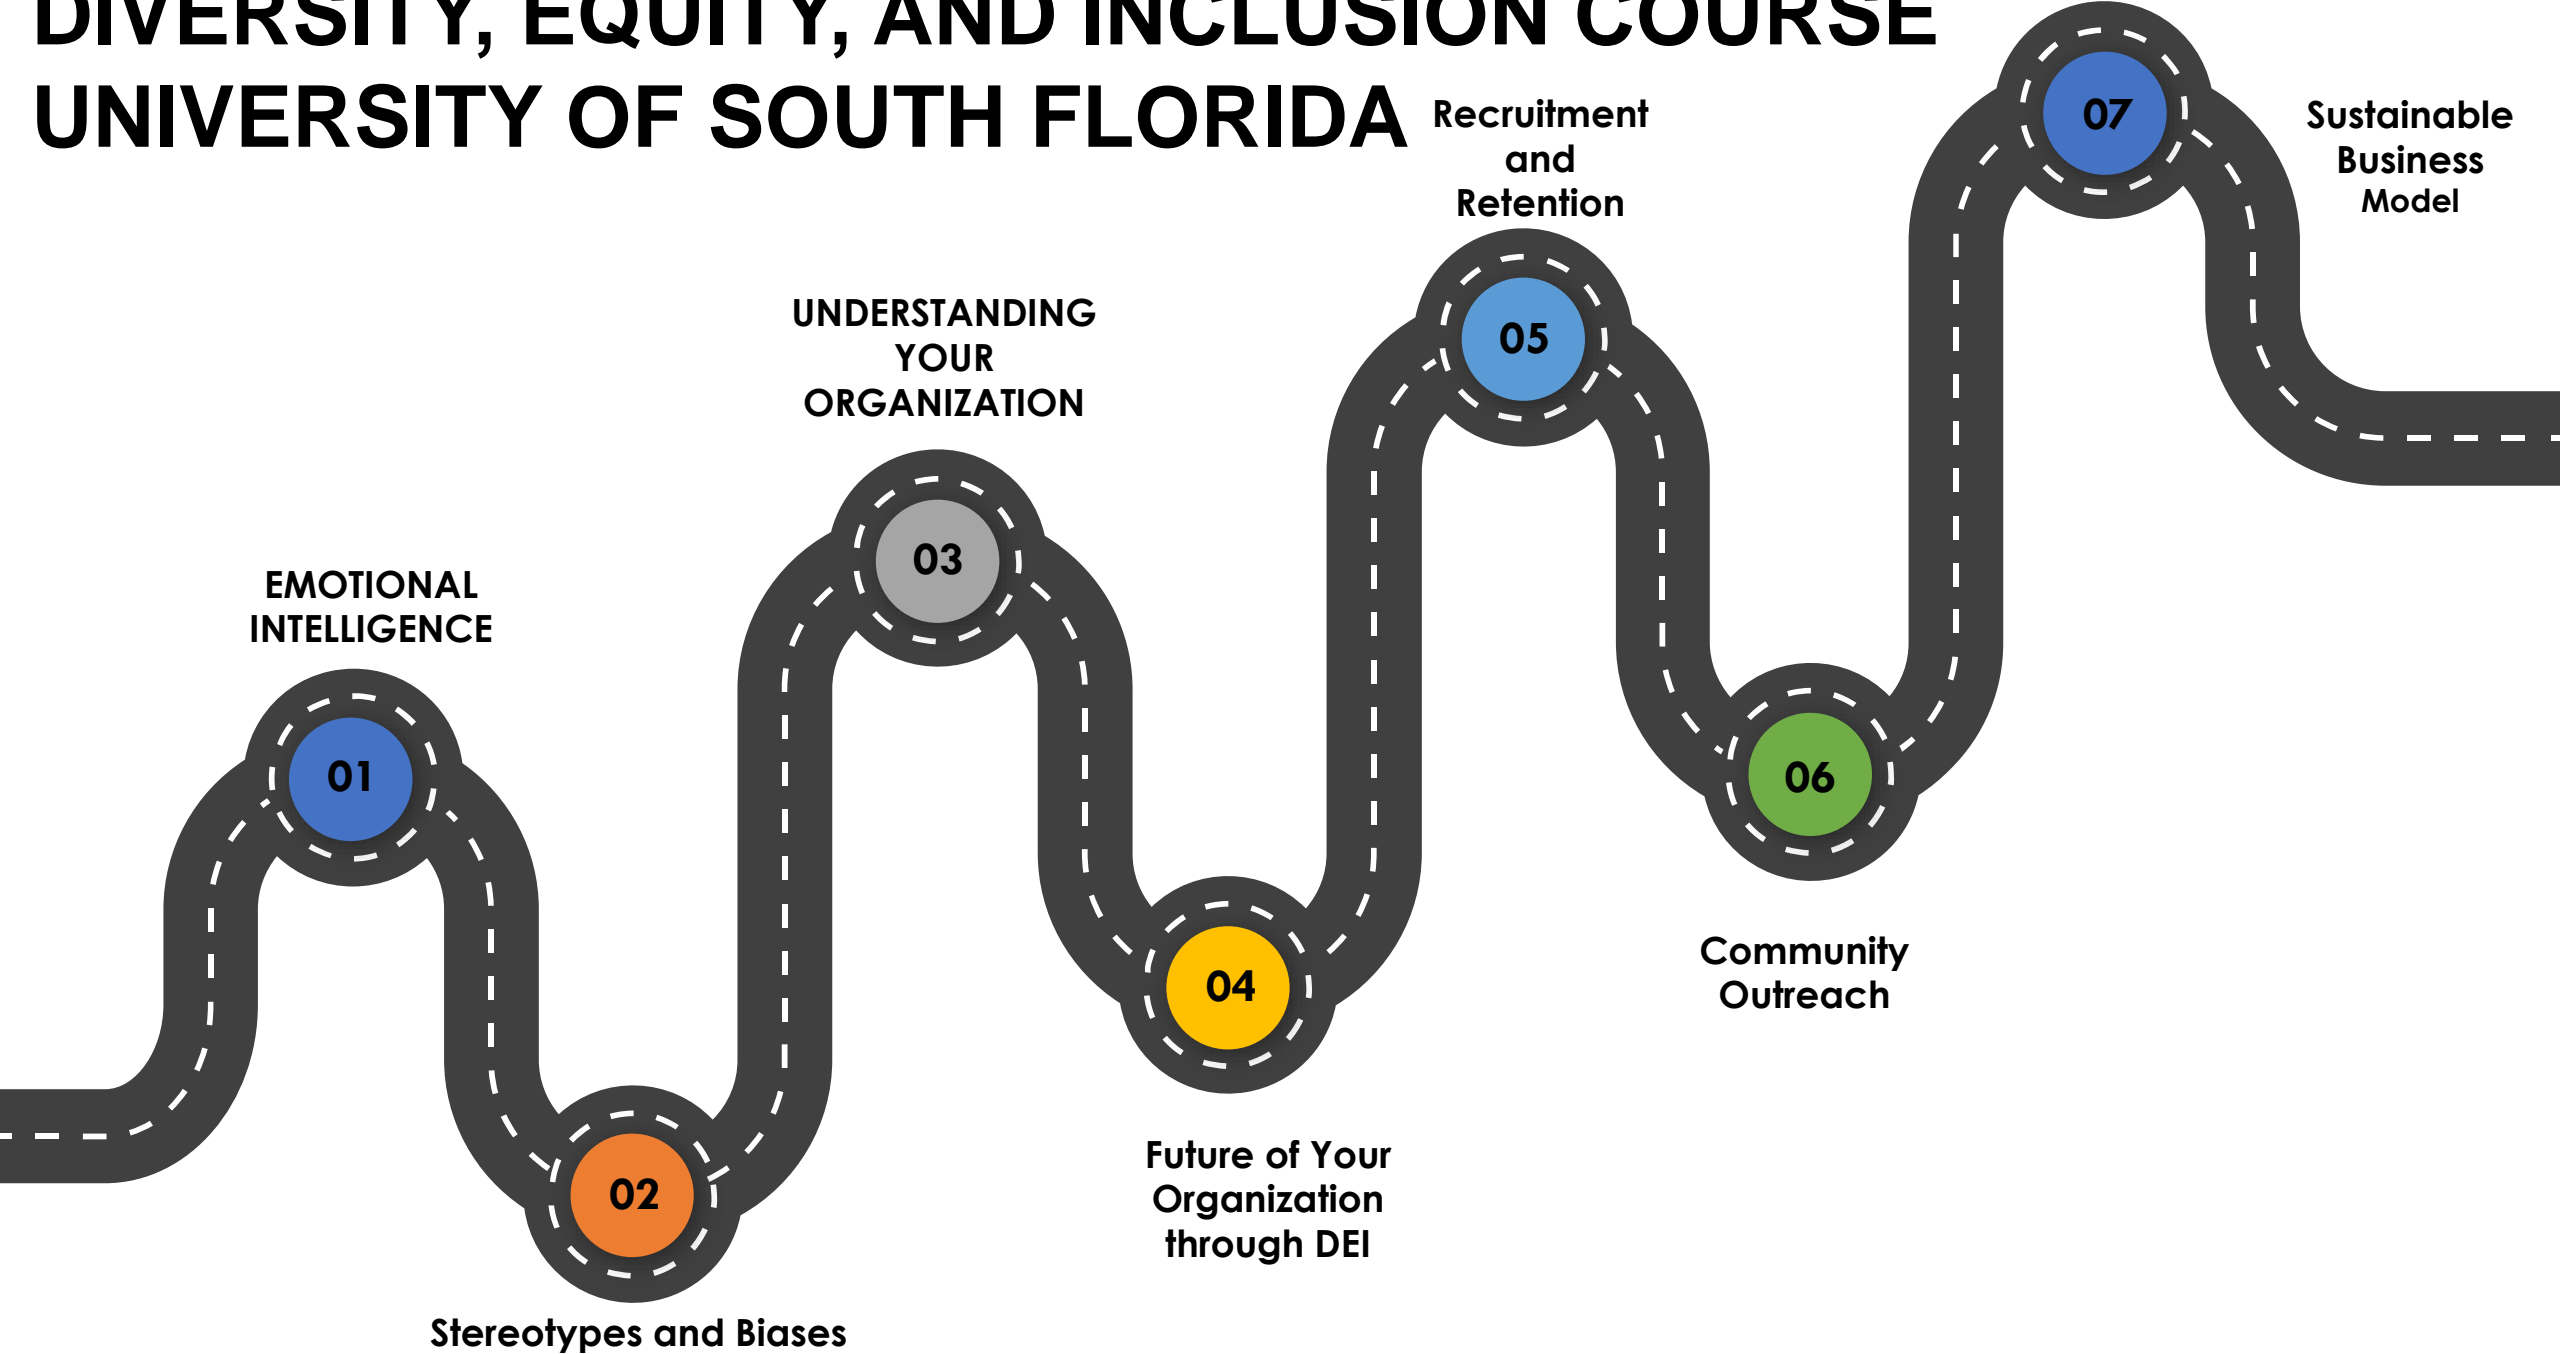 DIVERSITY, EQUITY, AND INCLUSION COURSE
UNIVERSITY OF SOUTH FLORIDA
EMOTIONAL
INTELLIGENCE
01
02
Stereotypes and Biases
UNDERSTANDING
YOUR
ORGANIZATION
03
04
Future of Your
Organization
through DEI
Recruitment
and
Retention
05
06
Community
Outreach
07
Sustainable
Business
Model